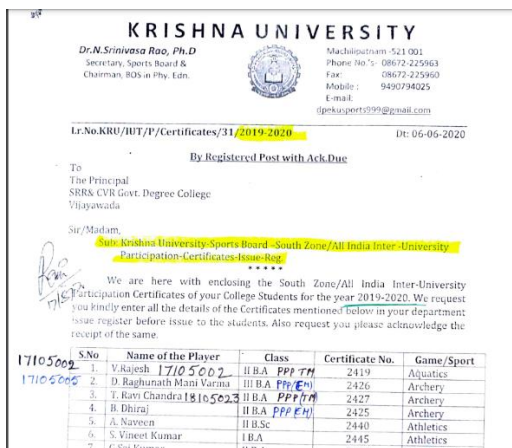 KRISHNA UNIVERSITY
Dr.N.Srinivasa Rao, Ph.D
Secretary, Sports Board &
Chairman, BOS in Phy. Edn.
Machilipatnam -521 001
Phone No.'s- 08672-225963
Fax: 08672-225960
Mobile : 9490794025
E-mail:
dpekusports999@gmail.com
Lr.No.KRU/IUT/P/Certificates/31/2019-2020 Dt: 06-06-2020
By Registered Post with Ack.Due
To
The Principal
SRR& CVR Govt. Degree College
Vijayawada
Sir/Madam,
Sub: Krishna University-Sports Board –South Zone/All India Inter -University
Participation-Certificates-Issue-Reg.
*****
We are here with enclosing the South Zone/All India Inter-University
Participation Certificates of your College Students for the year 2019-2020. We request
you kindly enter all the details of the Certificates mentioned below in your department
issue register before issue to the students. Also request you please acknowledge the
receipt of the same.
S.No Name of the Player Class Certificate No. Game/Sport
17105002 1. V.Rajesh 17105002 II B.A PPP TM 2419 Aquatics
17105005 2. D. Raghunath Mani Varma III B.A PPP(EM) 2426 Archery
3. T. Ravi Chandra 18105023 II B.A PPP(TM) 2427 Archery
4. B. Dhiraj II B.A PPP EM) 2425 Archery
5. A. Naveen II B.Sc 2440 Athletics
6. S. Vineet Kumar I B.A 2445 Athletics